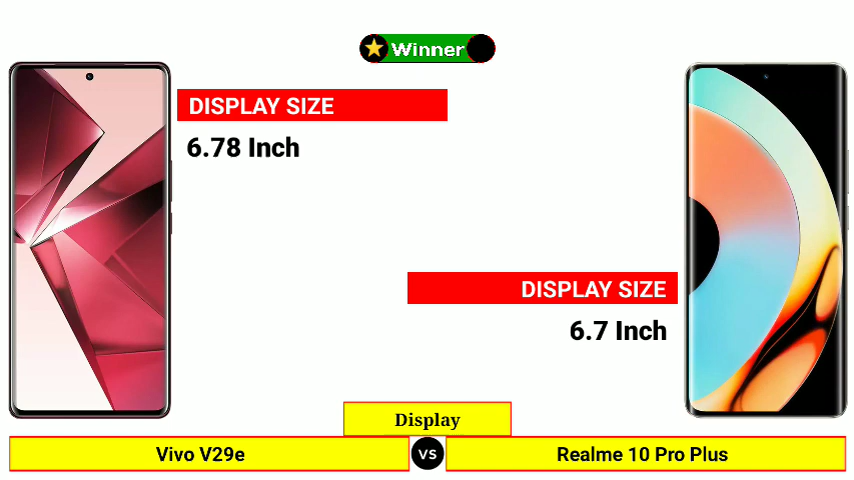 Winner
DISPLAY SIZE
6.78 Inch
DISPLAY SIZE
6.7 Inch
Display
Vivo V29e
VS
Realme 10 Pro Plus